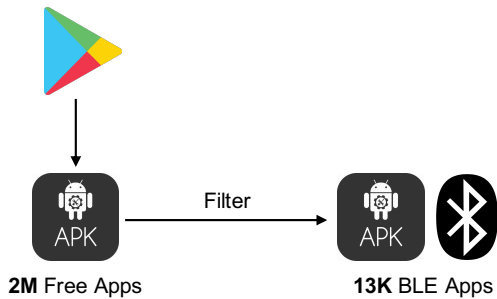 APK
Filter
APK
2M Free Apps
13K BLE Apps